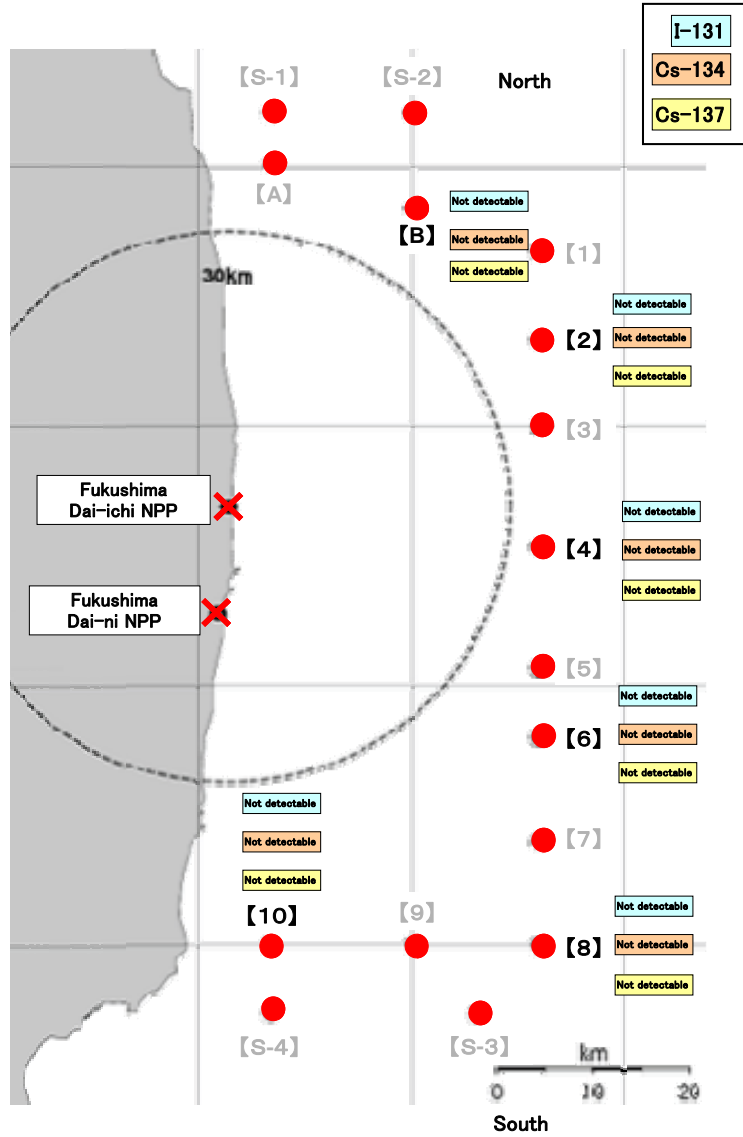 I-131
Cs-134
Cs-137
North
【S-1】
【S-2】
【A】
【B】
Not detectable
Not detectable
Not detectable
【1】
30km
Not detectable
【2】
Not detectable
Not detectable
【3】
Fukushima
Dai-ichi NPP
Not detectable
【4】
Not detectable
Not detectable
Fukushima
Dai-ni NPP
【5】
Not detectable
【6】
Not detectable
Not detectable
Not detectable
Not detectable
Not detectable
【7】
【10】
【9】
Not detectable
【8】
Not detectable
Not detectable
【S-4】
【S-3】
km
0 10 20
South